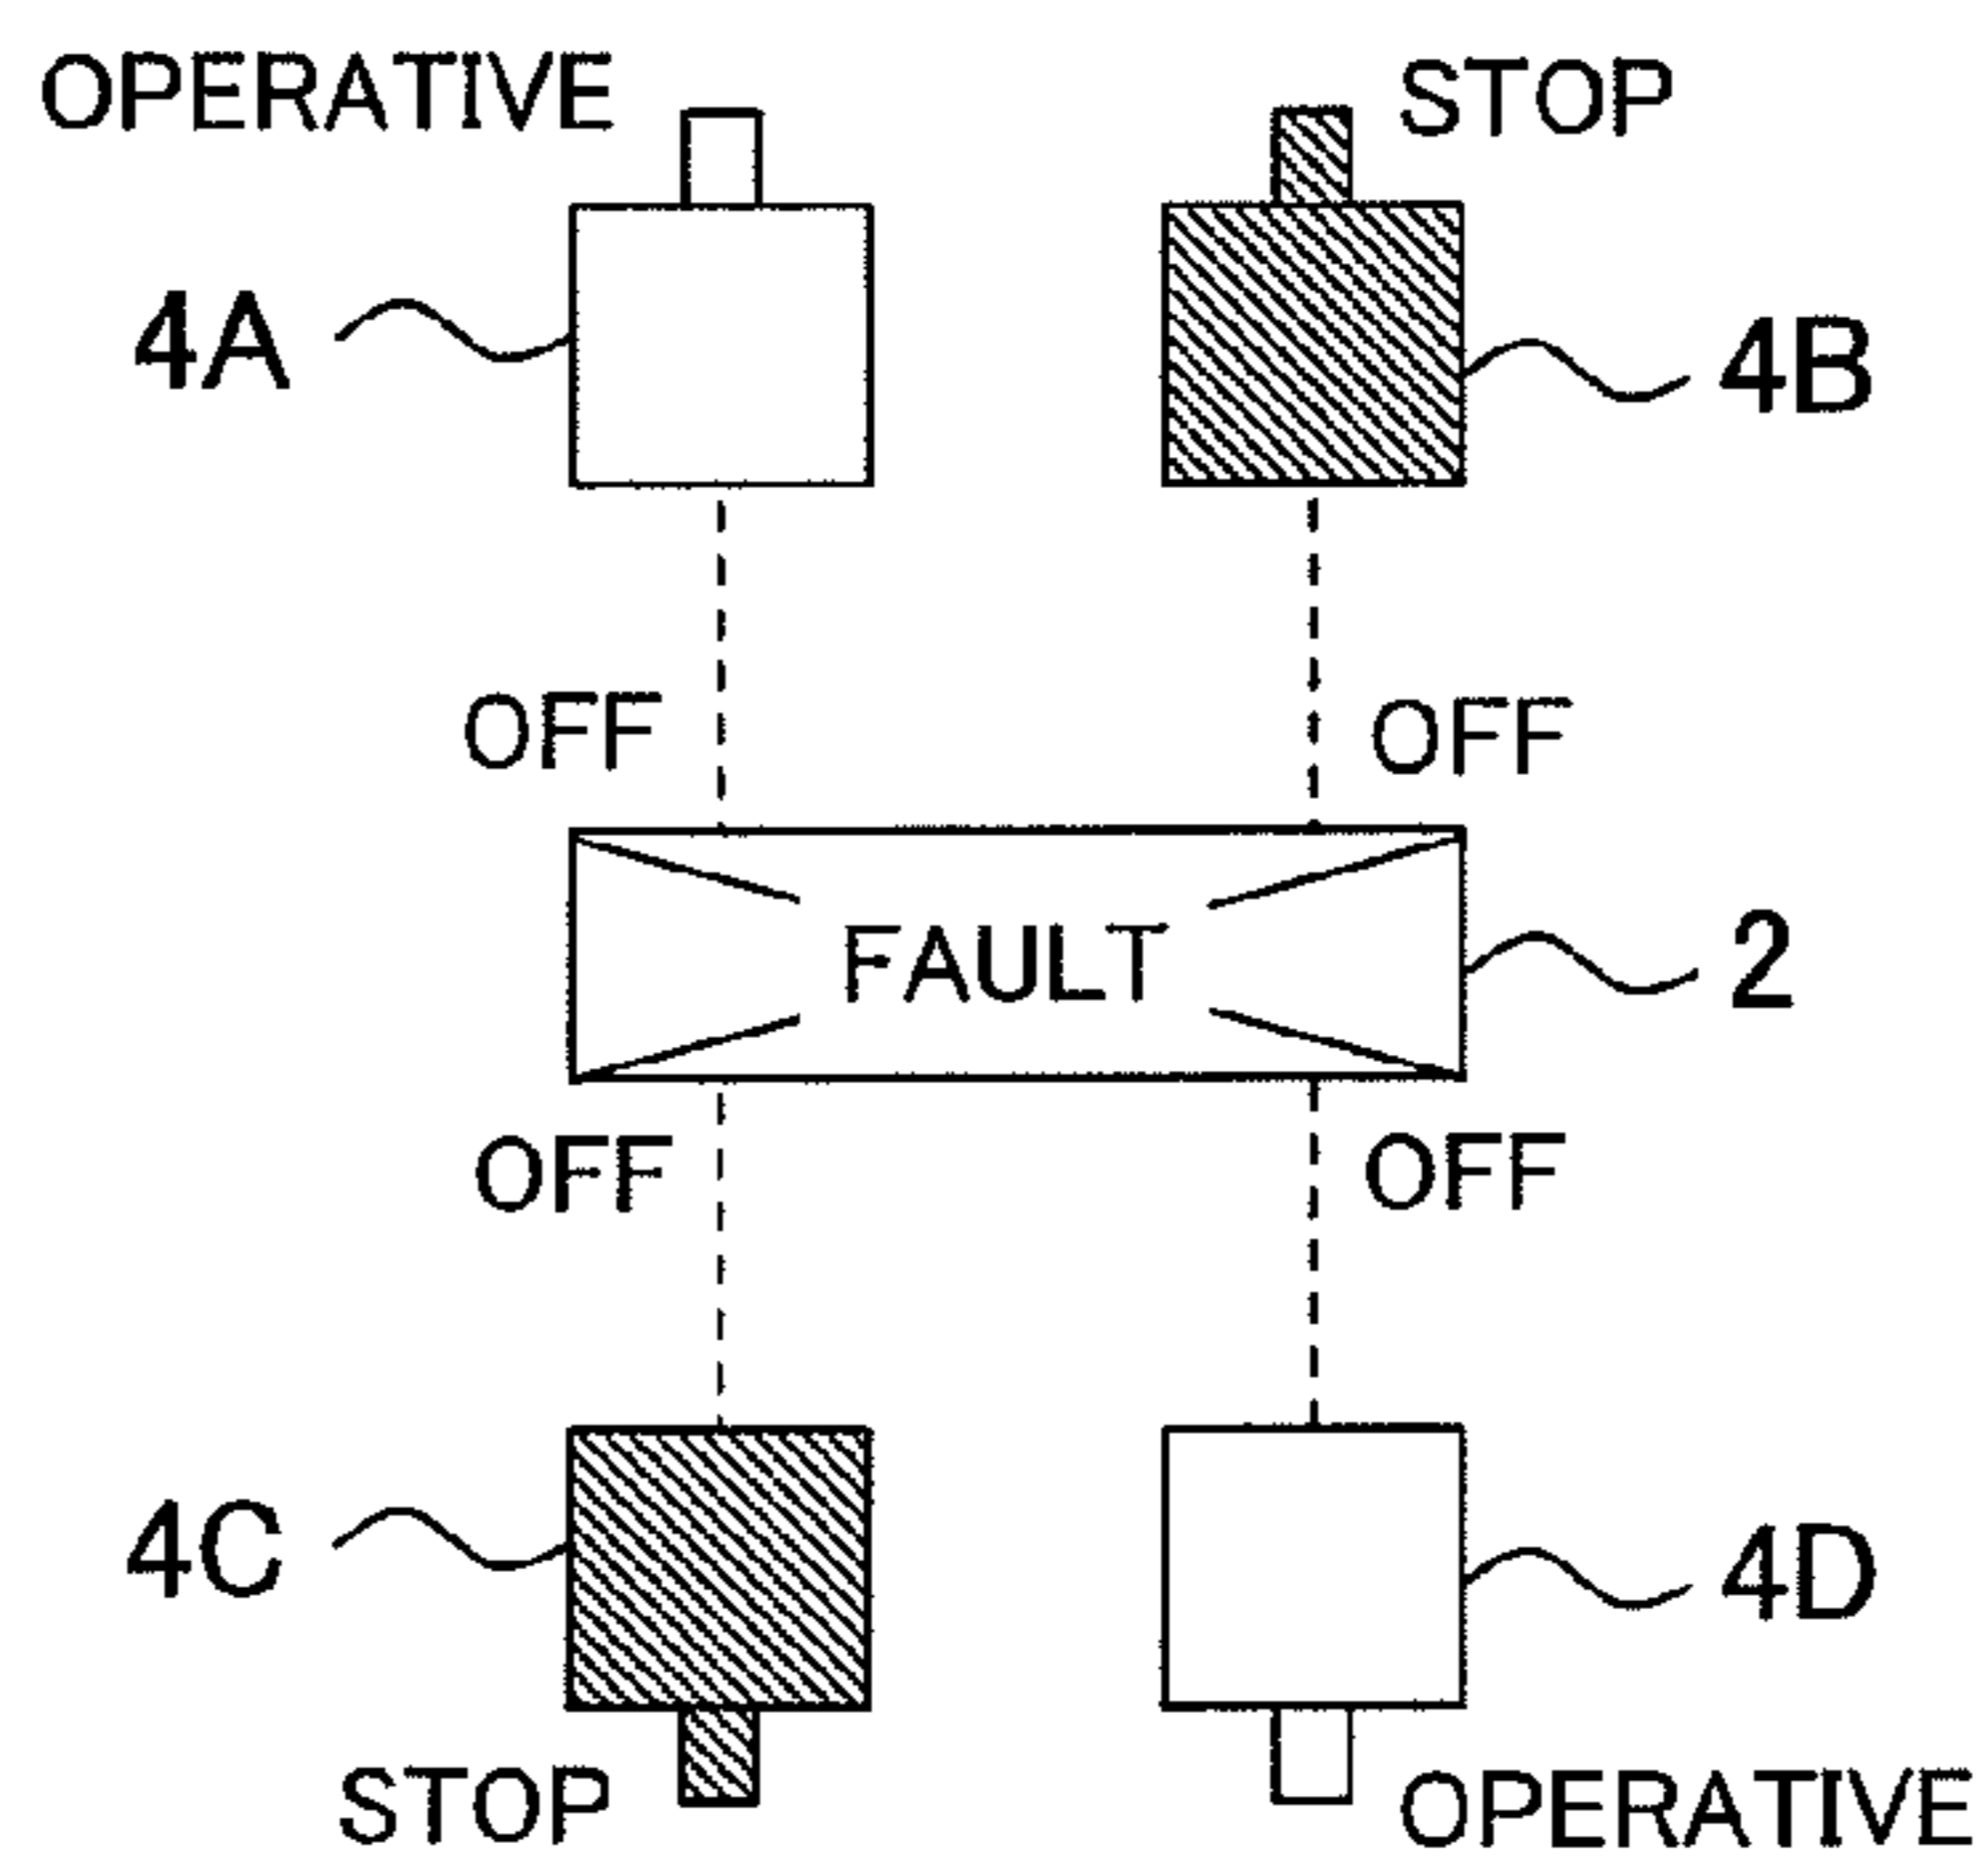 OPERATIVE
STOP
4A
4B
OFF
OFF
FAULT
2
OFF
OFF
4C
4D
STOP
OPERATIVE